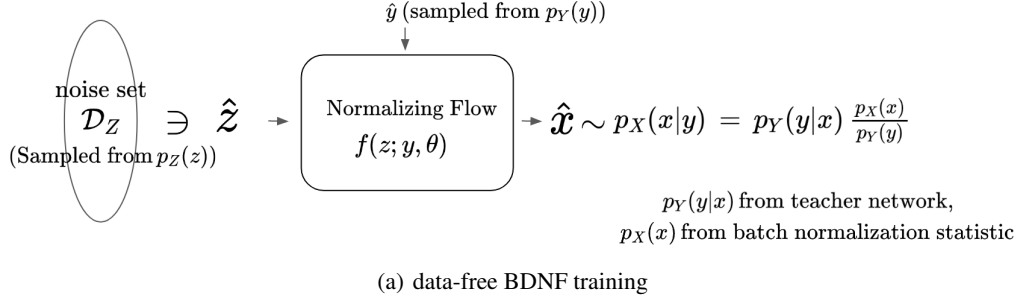 ŷ (sampled from p_Y(y))
noise set
𝒟_Z ∋ ẑ
(Sampled from p_Z(z))
Normalizing Flow
f(z; y, θ)
x̂ ∼ p_X(x|y) = p_Y(y|x) p_X(x)/p_Y(y)
p_Y(y|x) from teacher network,
p_X(x) from batch normalization statistic
(a) data-free BDNF training